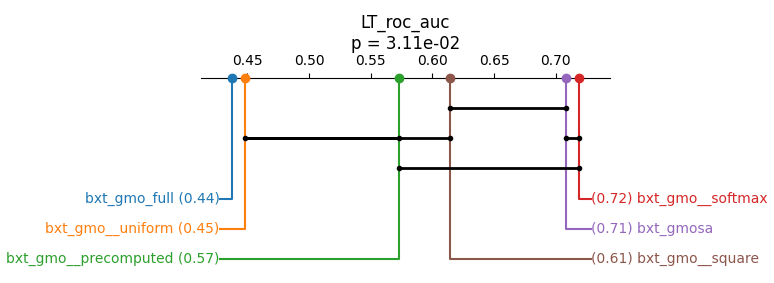 LT_roc_auc
p = 3.11e-02
0.45 0.50 0.55 0.60 0.65 0.70
bxt_gmo_full (0.44) (0.72) bxt_gmo__softmax
bxt_gmo__uniform (0.45) (0.71) bxt_gmosa
bxt_gmo__precomputed (0.57) (0.61) bxt_gmo__square